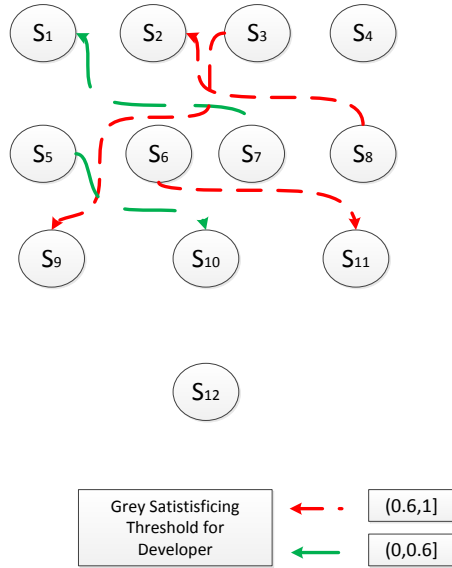 S1 S2 S3 S4
S5 S6 S7 S8
S9 S10 S11
S12
Grey Satistisficing
Threshold for
Developer
(0.6,1]
(0,0.6]